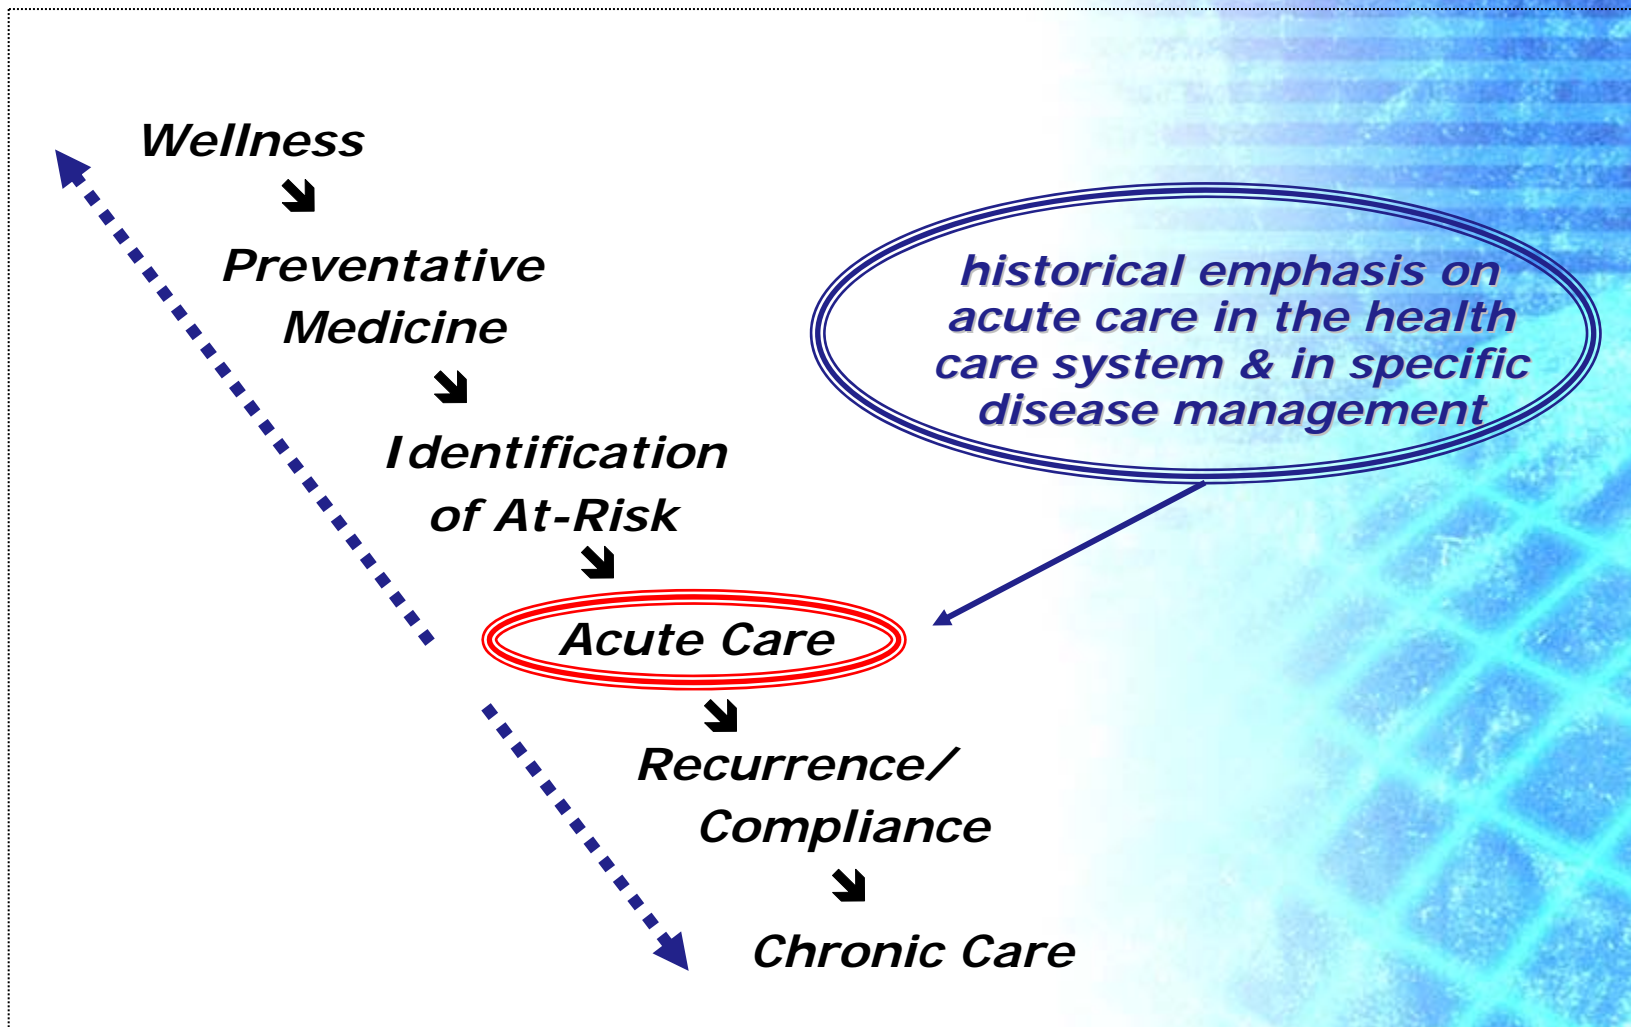 Wellness
Preventative
Medicine
Identification
of At-Risk
Acute Care
Recurrence/
Compliance
Chronic Care
historical emphasis on
acute care in the health
care system & in specific
disease management